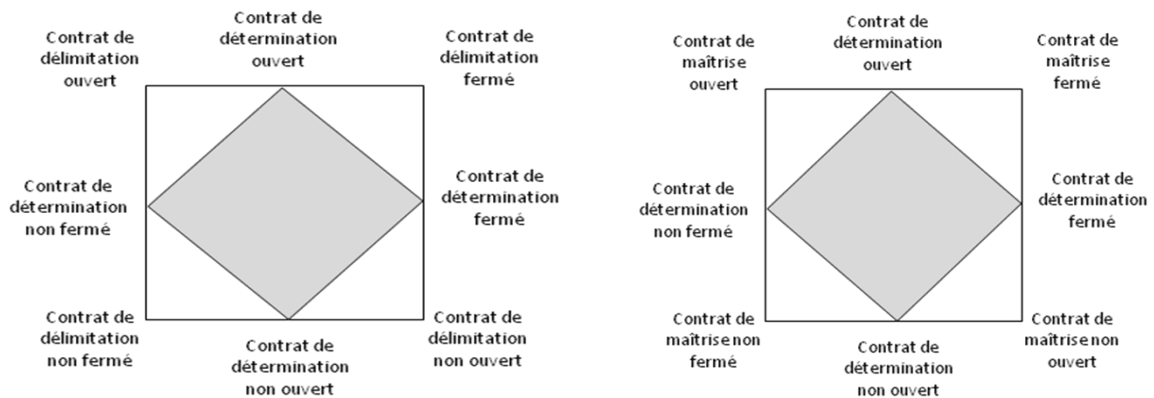 Contrat de
délimitation
ouvert
Contrat de
détermination
ouvert
Contrat de
délimitation
fermé
Contrat de
détermination
non fermé
Contrat de
détermination
fermé
Contrat de
délimitation
non fermé
Contrat de
détermination
non ouvert
Contrat de
délimitation
non ouvert
Contrat de
maîtrise
ouvert
Contrat de
détermination
ouvert
Contrat de
maîtrise
fermé
Contrat de
détermination
non fermé
Contrat de
détermination
fermé
Contrat de
maîtrise non
fermé
Contrat de
détermination
non ouvert
Contrat de
maîtrise non
ouvert